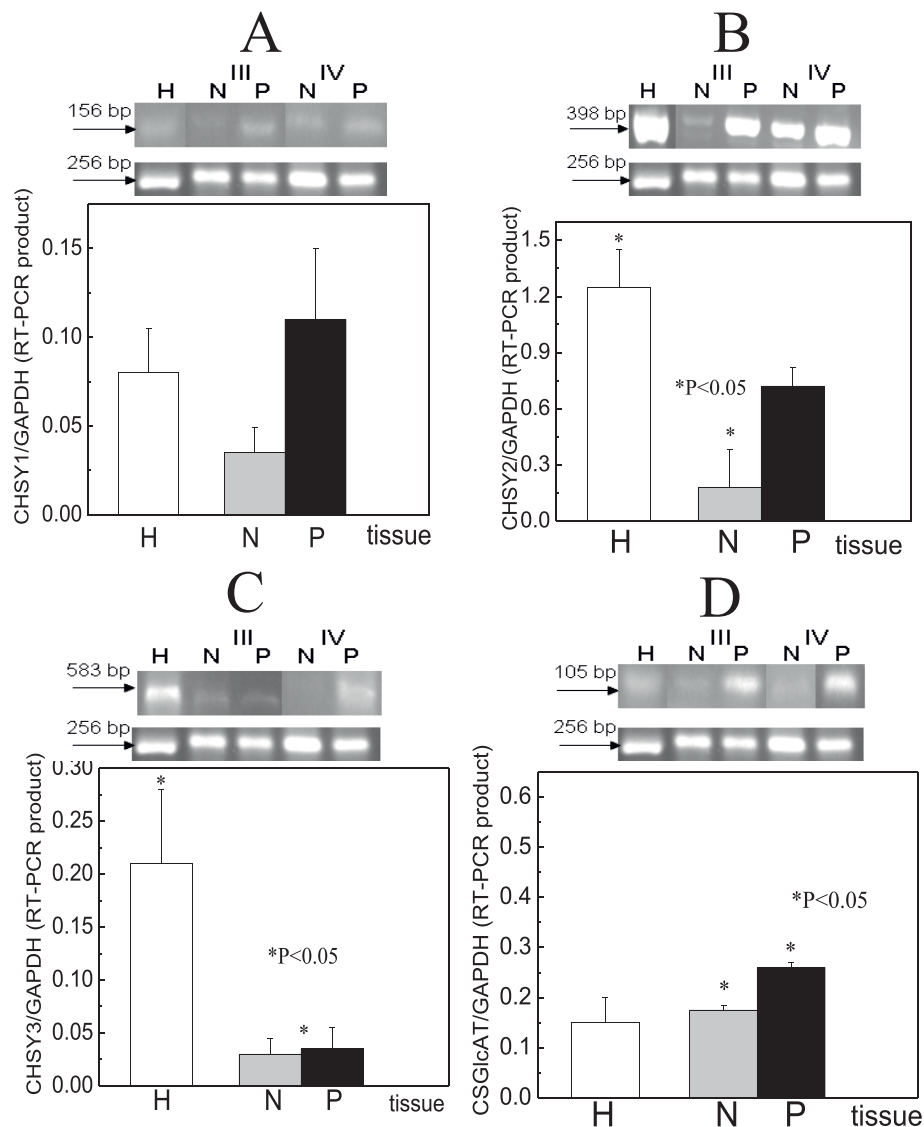 A
III IV
H N P N P
156 bp
256 bp
CHSY1/GAPDH (RT-PCR product)
0.15
0.10
0.05
0.00
H N P tissue
B
III IV
H N P N P
398 bp
256 bp
CHSY2/GAPDH (RT-PCR product)
1.5
1.2
0.9
0.6
0.3
0.0
*
*P<0.05
*
H N P tissue
C
III IV
H N P N P
583 bp
256 bp
CHSY3/GAPDH (RT-PCR product)
0.30
0.25
0.20
0.15
0.10
0.05
0.00
*
*P<0.05
*
H N P tissue
D
III IV
H N P N P
105 bp
256 bp
CSGlcAT/GAPDH (RT-PCR product)
0.6
0.5
0.4
0.3
0.2
0.1
0.0
*P<0.05
*
*
H N P tissue